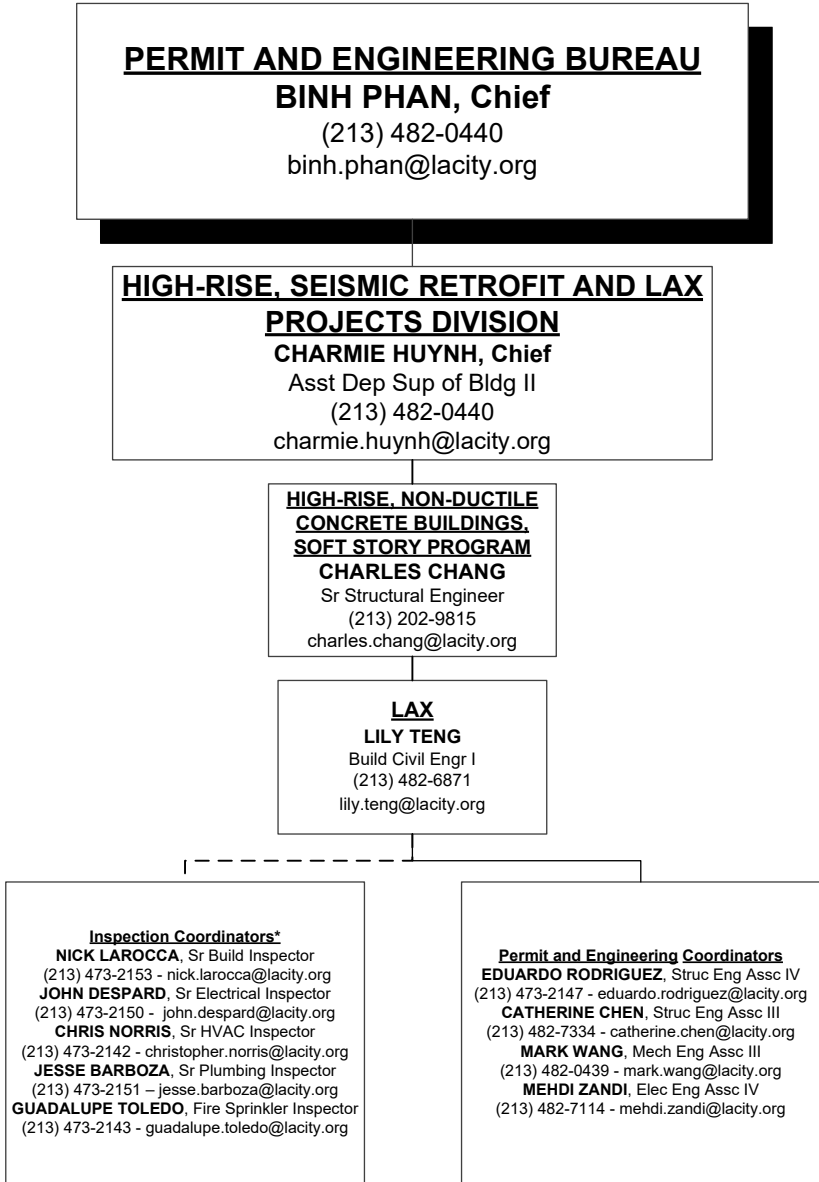 PERMIT AND ENGINEERING BUREAU
BINH PHAN, Chief
(213) 482-0440
binh.phan@lacity.org
HIGH-RISE, SEISMIC RETROFIT AND LAX
PROJECTS DIVISION
CHARMIE HUYNH, Chief
Asst Dep Sup of Bldg II
(213) 482-0440
charmie.huynh@lacity.org
HIGH-RISE, NON-DUCTILE
CONCRETE BUILDINGS,
SOFT STORY PROGRAM
CHARLES CHANG
Sr Structural Engineer
(213) 202-9815
charles.chang@lacity.org
LAX
LILY TENG
Build Civil Engr I
(213) 482-6871
lily.teng@lacity.org
Inspection Coordinators*
NICK LAROCCA, Sr Build Inspector
(213) 473-2153 - nick.larocca@lacity.org
JOHN DESPARD, Sr Electrical Inspector
(213) 473-2150 - john.despard@lacity.org
CHRIS NORRIS, Sr HVAC Inspector
(213) 473-2142 - christopher.norris@lacity.org
JESSE BARBOZA, Sr Plumbing Inspector
(213) 473-2151 – jesse.barboza@lacity.org
GUADALUPE TOLEDO, Fire Sprinkler Inspector
(213) 473-2143 - guadalupe.toledo@lacity.org
Permit and Engineering Coordinators
EDUARDO RODRIGUEZ, Struc Eng Assc IV
(213) 473-2147 - eduardo.rodriguez@lacity.org
CATHERINE CHEN, Struc Eng Assc III
(213) 482-7334 - catherine.chen@lacity.org
MARK WANG, Mech Eng Assc III
(213) 482-0439 - mark.wang@lacity.org
MEHDI ZANDI, Elec Eng Assc IV
(213) 482-7114 - mehdi.zandi@lacity.org